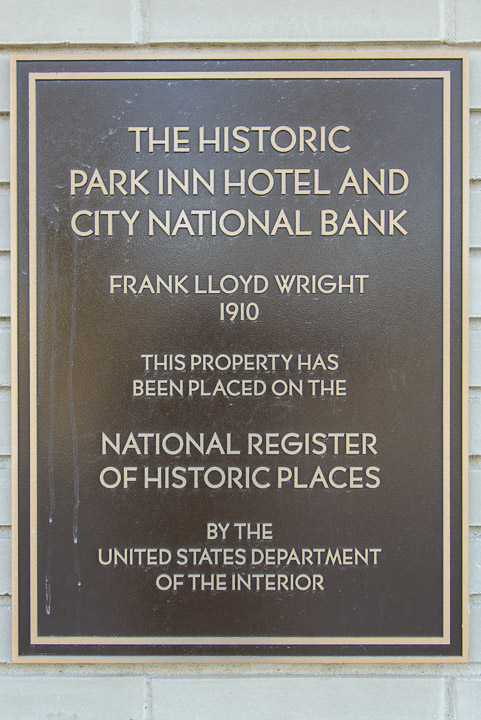 THE HISTORIC
PARK INN HOTEL AND
CITY NATIONAL BANK
FRANK LLOYD WRIGHT
1910
THIS PROPERTY HAS
BEEN PLACED ON THE
NATIONAL REGISTER
OF HISTORIC PLACES
BY THE
UNITED STATES DEPARTMENT
OF THE INTERIOR